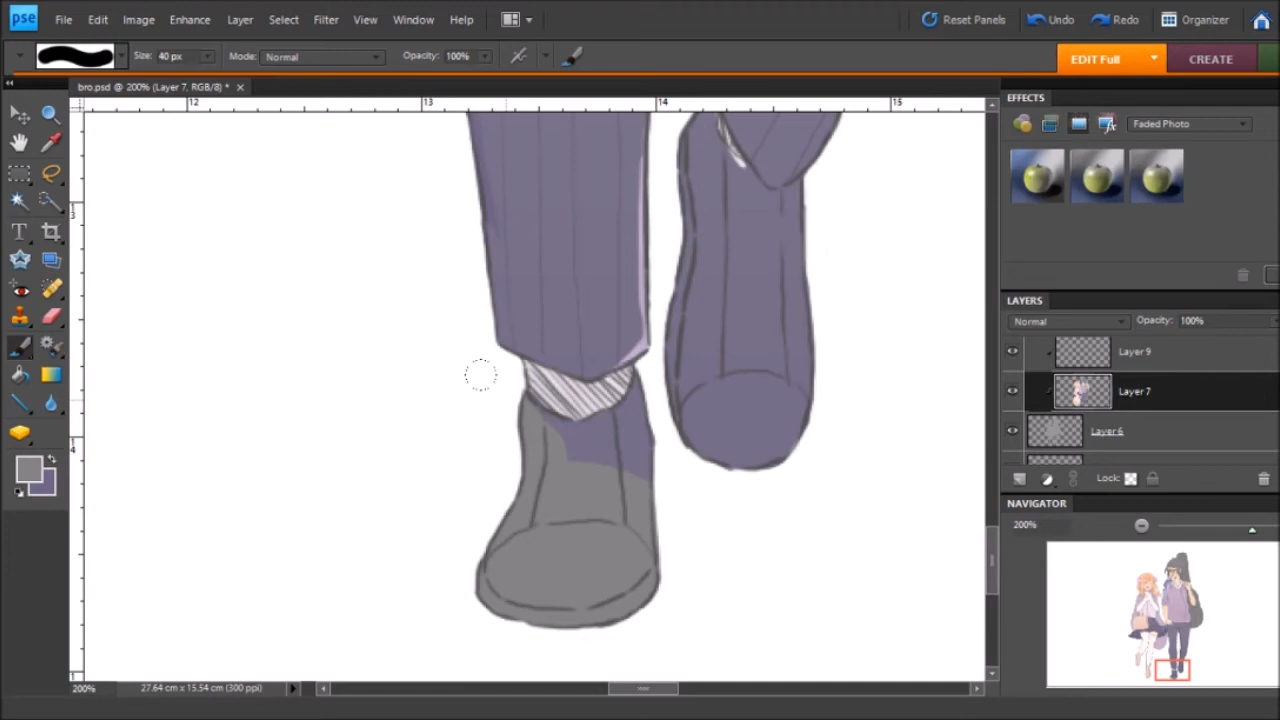 pse File Edit Image Enhance Layer Select Filter View Window Help Reset Panels Undo Redo Organizer
Size: 40 px Mode: Normal Opacity: 100% EDIT Full CREATE
bro.psd @ 200% (Layer 7, RGB/8) *
EFFECTS
12 13 14 15
Faded Photo
LAYERS
Normal Opacity: 100%
Layer 9
Layer 7
Layer 6
Lock:
NAVIGATOR
200%
200% 27.64 cm x 15.54 cm (300 ppi)